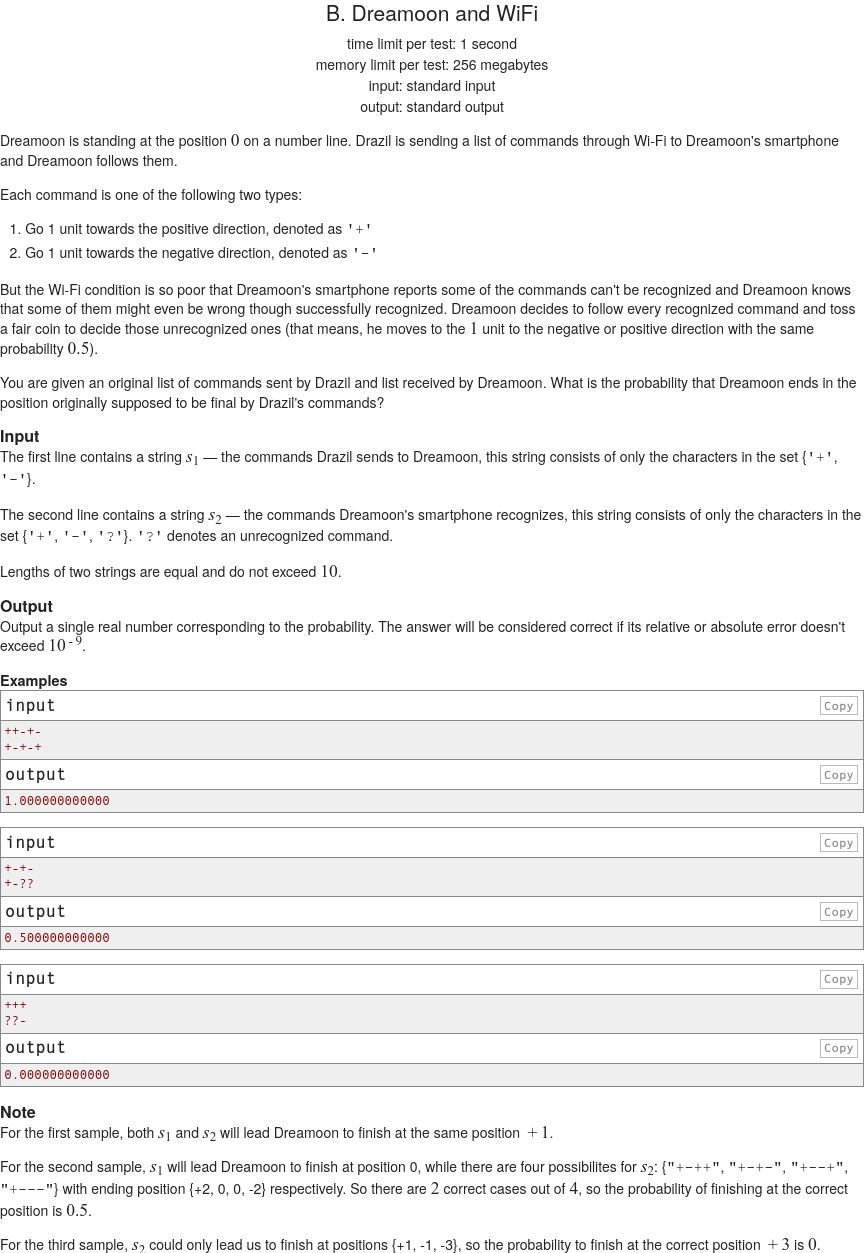 B. Dreamoon and WiFi
time limit per test: 1 second
memory limit per test: 256 megabytes
input: standard input
output: standard output
Dreamoon is standing at the position 0 on a number line. Drazil is sending a list of commands through Wi-Fi to Dreamoon's smartphone
and Dreamoon follows them.
Each command is one of the following two types:
1. Go 1 unit towards the positive direction, denoted as '+'
2. Go 1 unit towards the negative direction, denoted as '-'
But the Wi-Fi condition is so poor that Dreamoon's smartphone reports some of the commands can't be recognized and Dreamoon knows
that some of them might even be wrong though successfully recognized. Dreamoon decides to follow every recognized command and toss
a fair coin to decide those unrecognized ones (that means, he moves to the 1 unit to the negative or positive direction with the same
probability 0.5).
You are given an original list of commands sent by Drazil and list received by Dreamoon. What is the probability that Dreamoon ends in the
position originally supposed to be final by Drazil's commands?
Input
The first line contains a string s1 — the commands Drazil sends to Dreamoon, this string consists of only the characters in the set {'+',
'-'}.
The second line contains a string s2 — the commands Dreamoon's smartphone recognizes, this string consists of only the characters in the
set {'+', '-', '?'}. '?' denotes an unrecognized command.
Lengths of two strings are equal and do not exceed 10.
Output
Output a single real number corresponding to the probability. The answer will be considered correct if its relative or absolute error doesn't
exceed 10 - 9.
Examples
input Copy
++-+-
+-+-+
output Copy
1.000000000000
input Copy
+-+-
+-??
output Copy
0.500000000000
input Copy
+++
??-
output Copy
0.000000000000
Note
For the first sample, both s1 and s2 will lead Dreamoon to finish at the same position + 1.
For the second sample, s1 will lead Dreamoon to finish at position 0, while there are four possibilites for s2: {"+-++", "+-+-", "+--+",
"+---"} with ending position {+2, 0, 0, -2} respectively. So there are 2 correct cases out of 4, so the probability of finishing at the correct
position is 0.5.
For the third sample, s2 could only lead us to finish at positions {+1, -1, -3}, so the probability to finish at the correct position + 3 is 0.